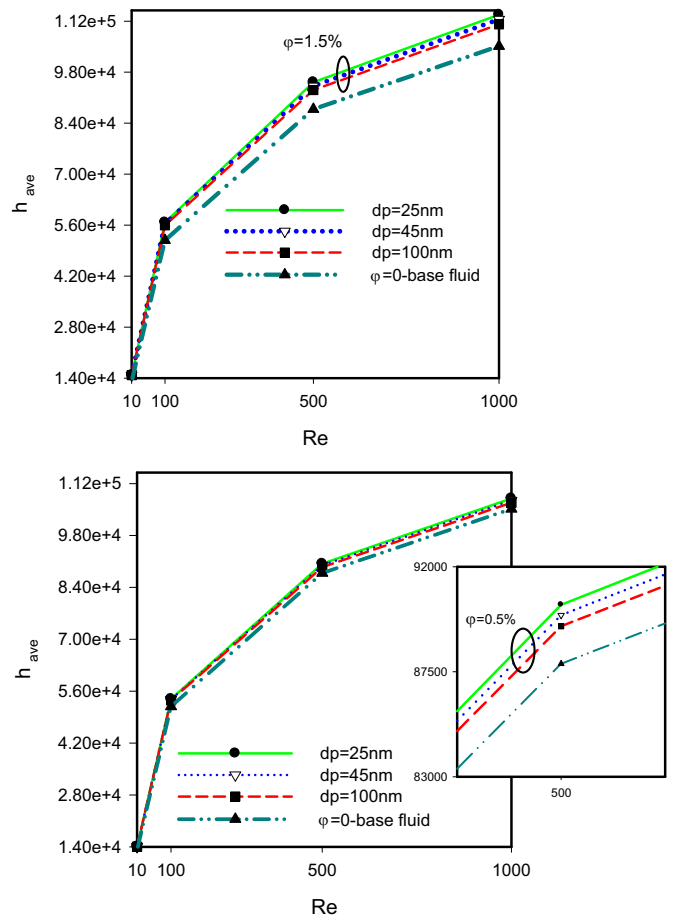 1.12e+5
9.80e+4
8.40e+4
7.00e+4
5.60e+4
4.20e+4
2.80e+4
1.40e+4
h ave
φ=1.5%
dp=25nm
dp=45nm
dp=100nm
φ=0-base fluid
10 100 500 1000
Re
1.12e+5
9.80e+4
8.40e+4
7.00e+4
5.60e+4
4.20e+4
2.80e+4
1.40e+4
h ave
dp=25nm
dp=45nm
dp=100nm
φ=0-base fluid
10 100 500 1000
Re
92000
87500
83000
φ=0.5%
500